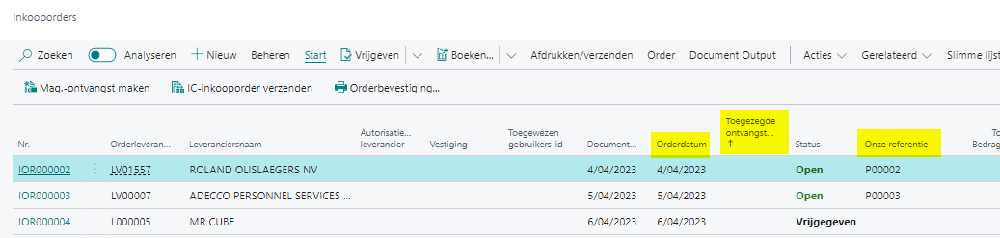 Inkooporders
Zoeken Analyseren Nieuw Beheren Start Vrijgeven Boeken... Afdrukken/verzenden Order Document Output Acties Gerelateerd Slimme lijst
Mag.-ontvangst maken IC-inkooporder verzenden Orderbevestiging...
Nr. Orderleveran... Leveranciersnaam Autorisatie... leverancier Vestiging Toegewezen gebruikers-id Document... Orderdatum Toegezegde ontvangst... ↑ Status Onze referentie To Bedrag
IOR000002 LV01557 ROLAND OLISLAEGERS NV 4/04/2023 4/04/2023 Open P00002
IOR000003 LV00007 ADECCO PERSONNEL SERVICES ... 5/04/2023 5/04/2023 Open P00003
IOR000004 L000005 MR CUBE 6/04/2023 6/04/2023 Vrijgegeven